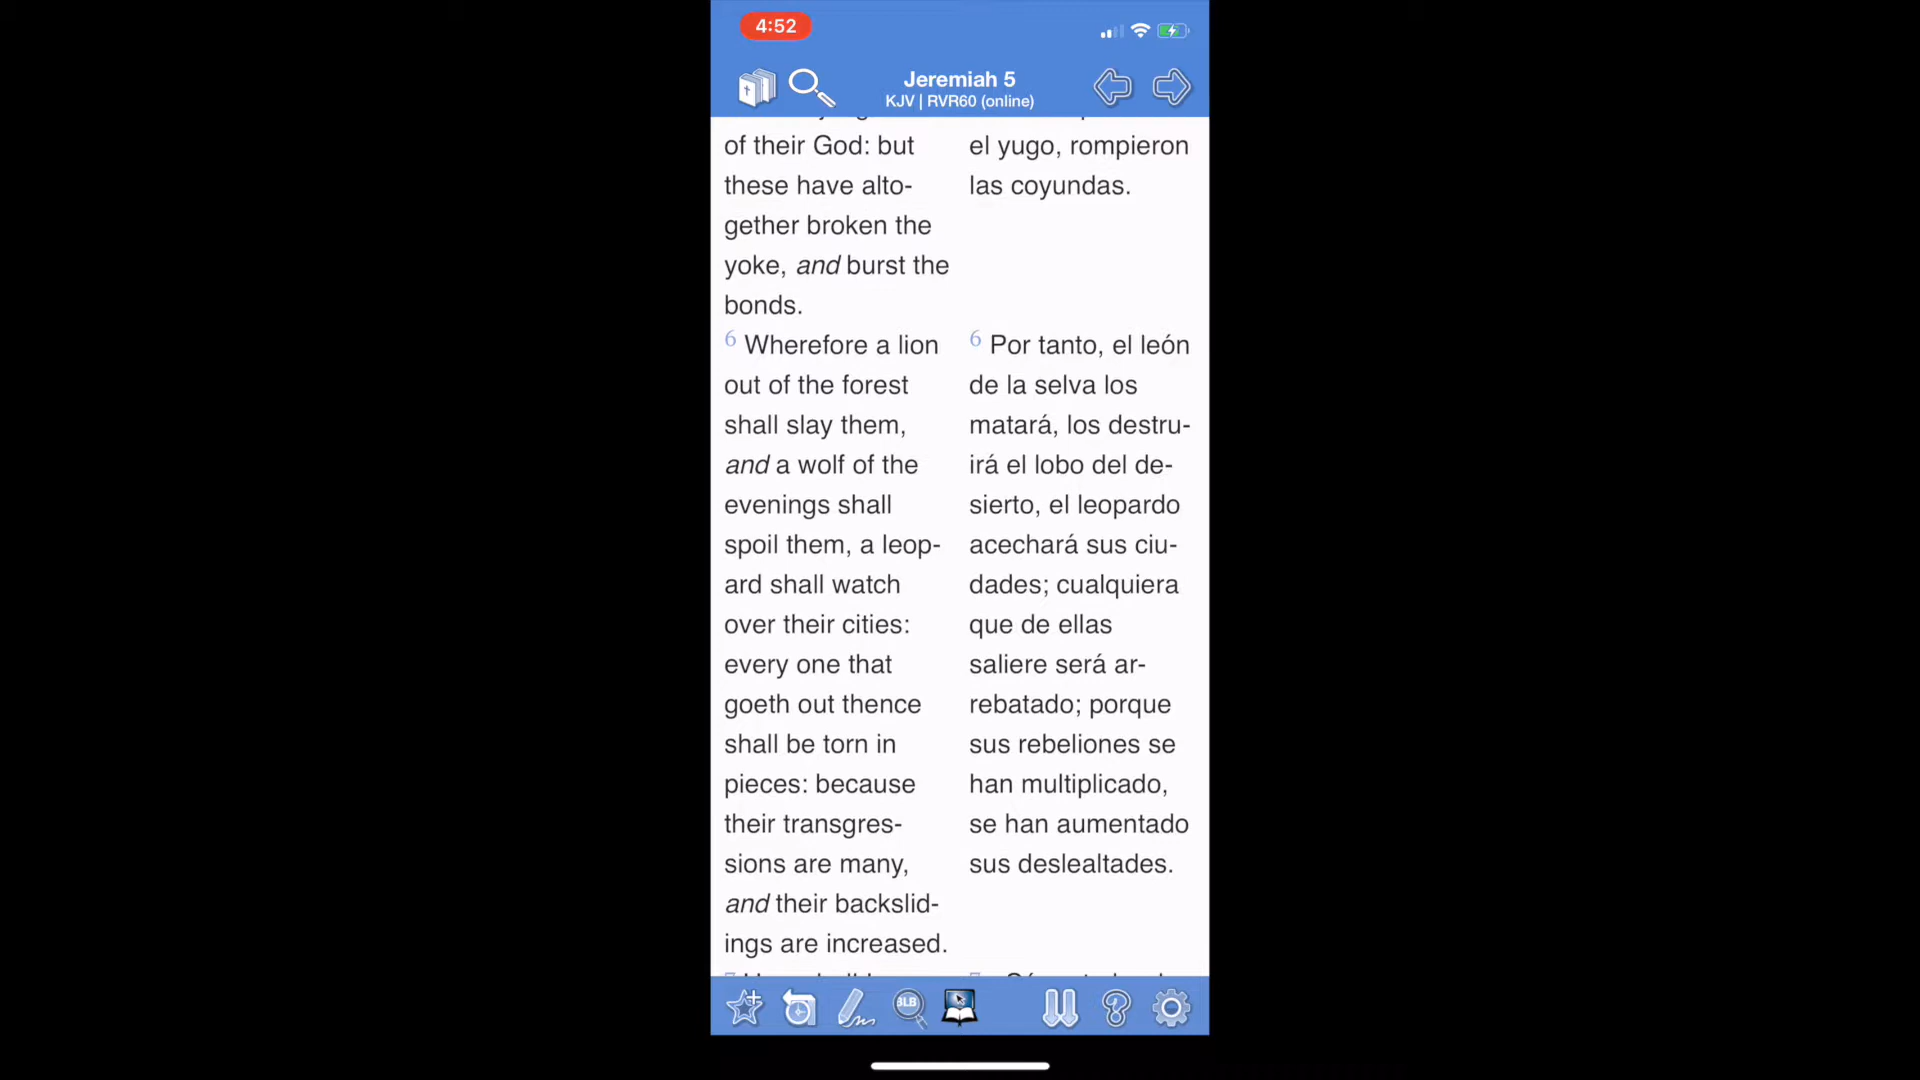 4:52
Jeremiah 5
KJV | RVR60 (online)
of their God: but
these have alto-
gether broken the
yoke, and burst the
bonds.
6 Wherefore a lion
out of the forest
shall slay them,
and a wolf of the
evenings shall
spoil them, a leop-
ard shall watch
over their cities:
every one that
goeth out thence
shall be torn in
pieces: because
their transgres-
sions are many,
and their backslid-
ings are increased.
el yugo, rompieron
las coyundas.
6 Por tanto, el león
de la selva los
matará, los destru-
irá el lobo del de-
sierto, el leopardo
acechará sus ciu-
dades; cualquiera
que de ellas
saliere será ar-
rebatado; porque
sus rebeliones se
han multiplicado,
se han aumentado
sus deslealtades.
BLB